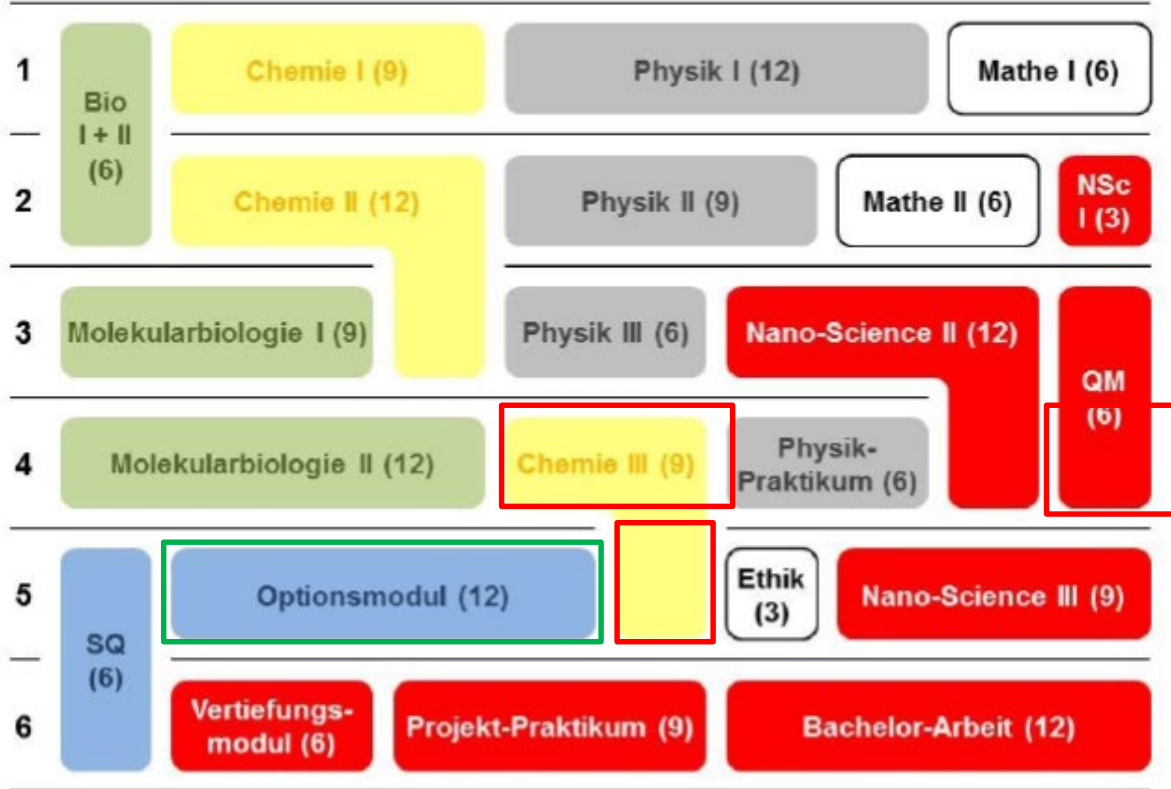 1
Bio
I + II
(6)
Chemie I (9)
Physik I (12)
Mathe I (6)
2
Chemie II (12)
Physik II (9)
Mathe II (6)
NSc
I (3)
3
Molekularbiologie I (9)
Physik III (6)
Nano-Science II (12)
QM
(6)
4
Molekularbiologie II (12)
Chemie III (9)
Physik-
Praktikum (6)
5
SQ
(6)
Optionsmodul (12)
Ethik
(3)
Nano-Science III (9)
6
Vertiefungs-
modul (6)
Projekt-Praktikum (9)
Bachelor-Arbeit (12)